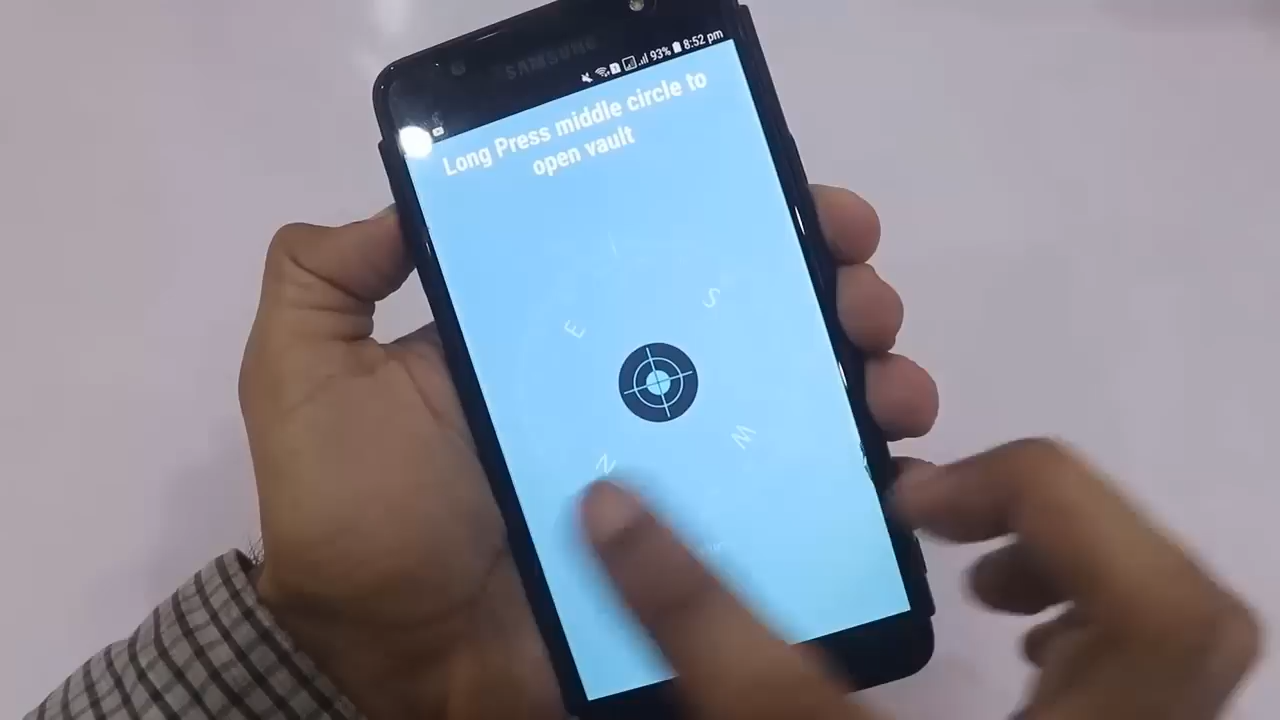 SAMSUNG
93% 8:52 pm
Long Press middle circle to
open vault
E
S
W
N